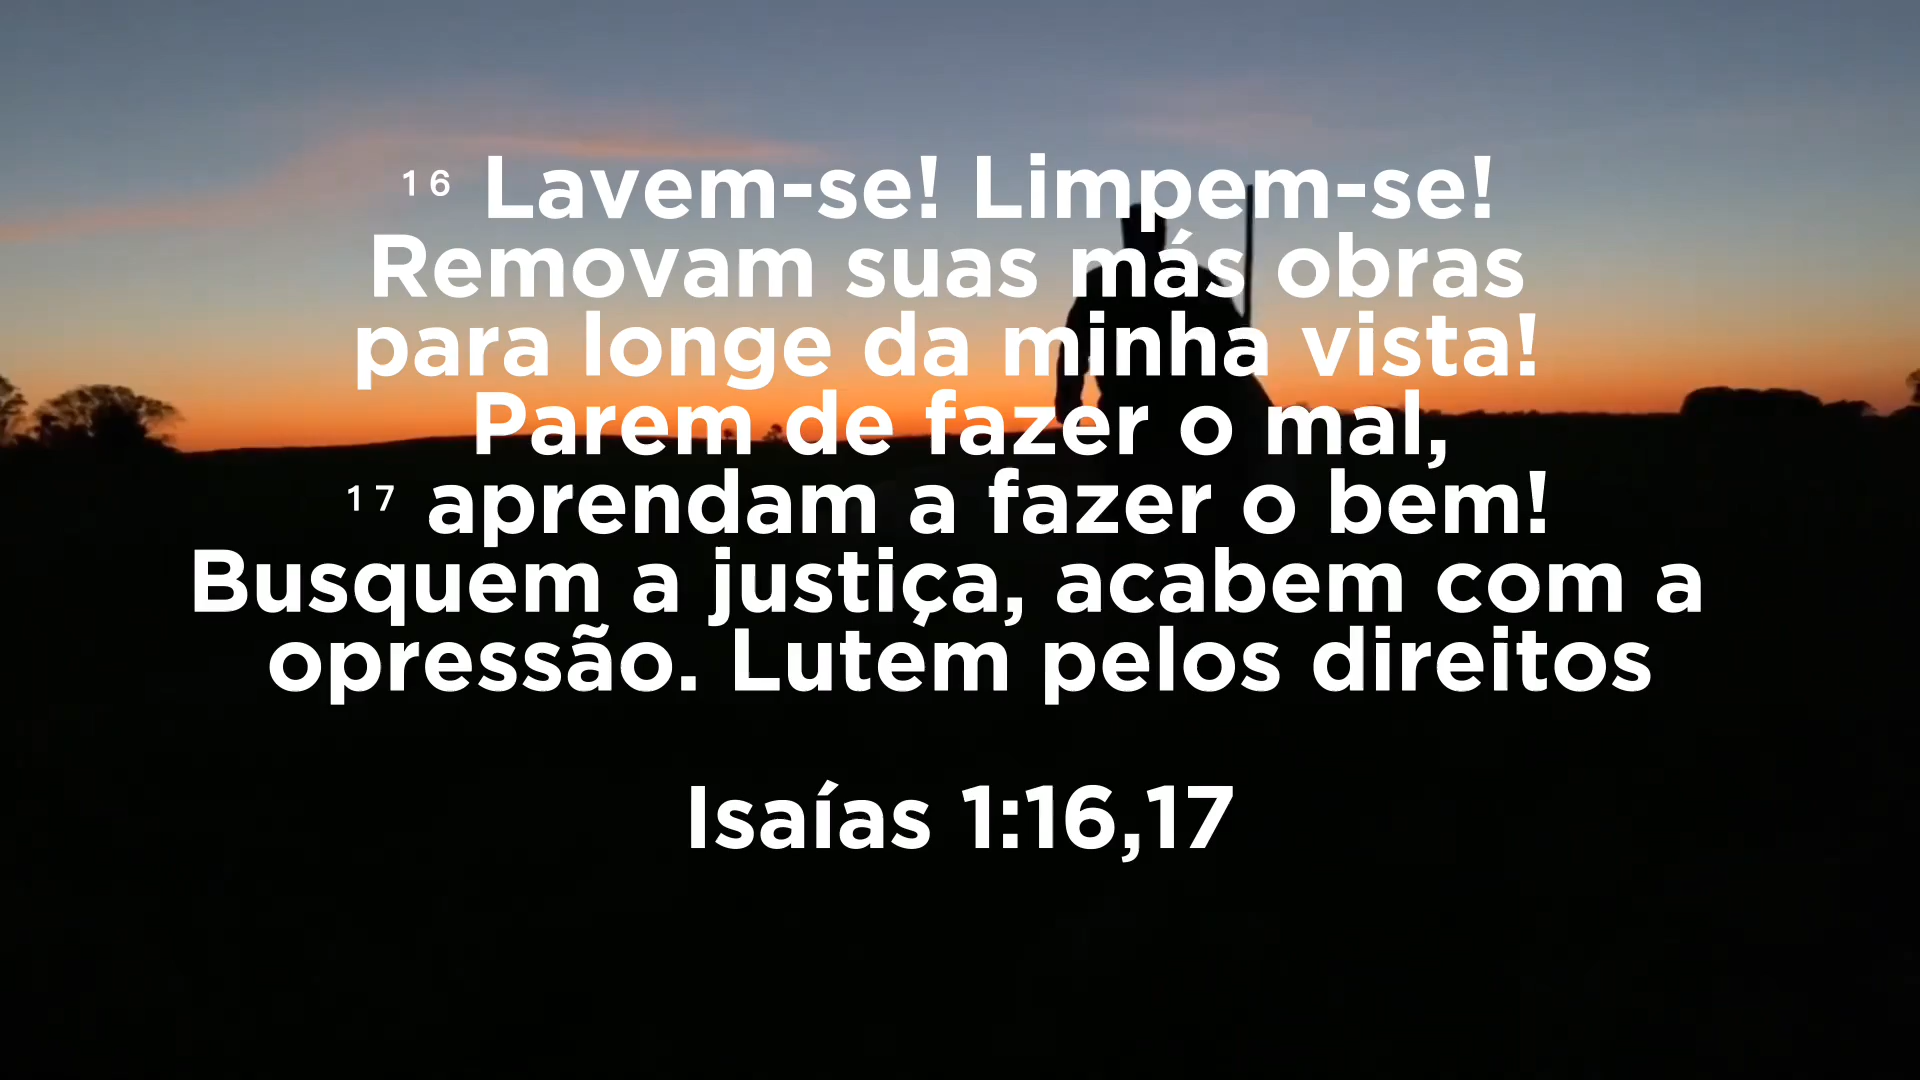 16 Lavem-se! Limpem-se!
Removam suas más obras
para longe da minha vista!
Parem de fazer o mal,
17 aprendam a fazer o bem!
Busquem a justiça, acabem com a
opressão. Lutem pelos direitos
Isaías 1:16,17